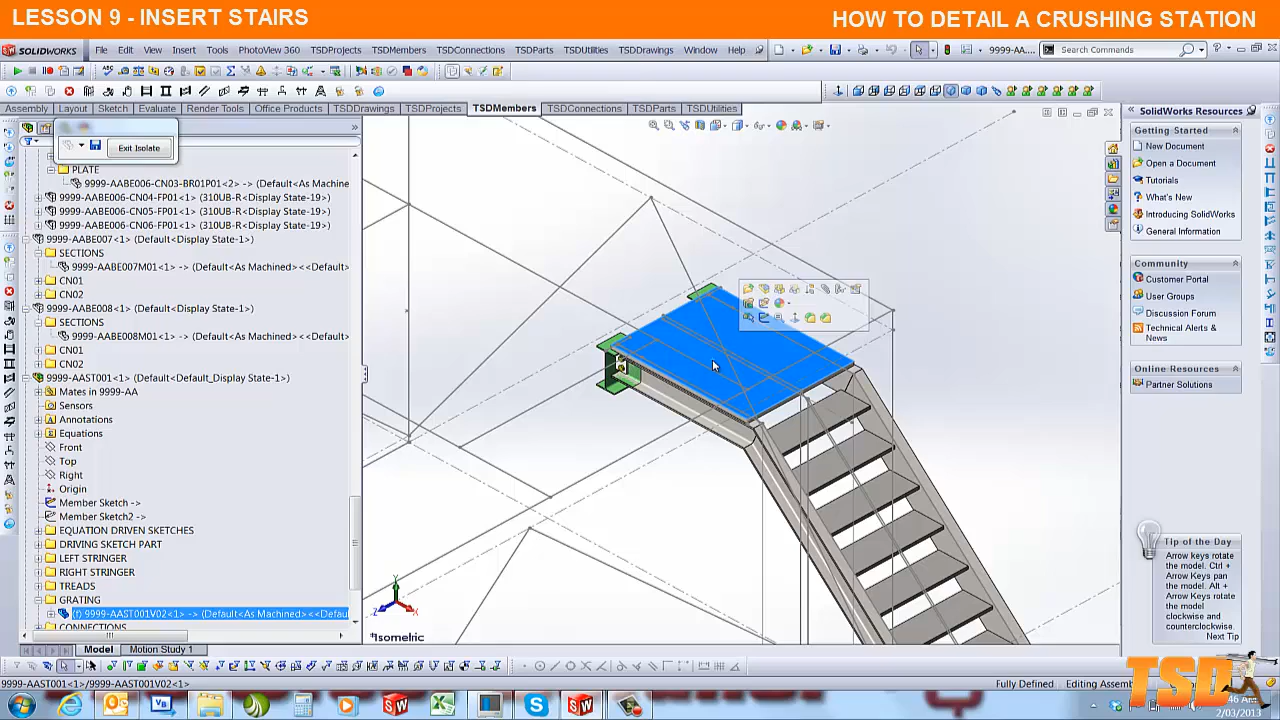 LESSON 9 - INSERT STAIRS
HOW TO DETAIL A CRUSHING STATION
SOLIDWORKS
File Edit View Insert Tools PhotoView 360 TSDProjects TSDMembers TSDConnections TSDParts TSDUtilities TSDDrawings Window Help
9999-AA...
Search Commands
Assembly Layout Sketch Evaluate Render Tools Office Products TSDDrawings TSDProjects TSDMembers TSDConnections TSDParts TSDUtilities
Exit Isolate
PLATE
9999-AABE006-CN03-BR01P01<2> -> (Default<As Machine
9999-AABE006-CN04-FP01<1> (310UB-R<Display State-19>)
9999-AABE006-CN05-FP01<1> (310UB-R<Display State-19>)
9999-AABE006-CN06-FP01<1> (310UB-R<Display State-19>)
9999-AABE007<1> (Default<Display State-1>)
SECTIONS
9999-AABE007M01<1> -> (Default<As Machined><<Default
CN01
CN02
9999-AABE008<1> (Default<Display State-1>)
SECTIONS
9999-AABE008M01<1> -> (Default<As Machined><<Default
CN01
CN02
9999-AAST001<1> (Default<Default_Display State-1>)
Mates in 9999-AA
Sensors
Annotations
Equations
Front
Top
Right
Origin
Member Sketch ->
Member Sketch2 ->
EQUATION DRIVEN SKETCHES
DRIVING SKETCH PART
LEFT STRINGER
RIGHT STRINGER
TREADS
GRATING
(f) 9999-AAST001V02<1> -> (Default<As Machined><<Defau
CONNECTIONS
Y
Z
X
*Isometric
SolidWorks Resources
Getting Started
New Document
Open a Document
Tutorials
What's New
Introducing SolidWorks
General Information
Community
Customer Portal
User Groups
Discussion Forum
Technical Alerts & News
Online Resources
Partner Solutions
Tip of the Day
Arrow keys rotate
the model. Ctrl +
Arrow Keys pan
the model. Alt +
Arrow Keys rotate
the model
clockwise and
counterclockwise.
Next Tip
Model Motion Study 1
9999-AAST001<1>/9999-AAST001V02<1>
Fully Defined
Editing Assemb
TSD
2/03/2013